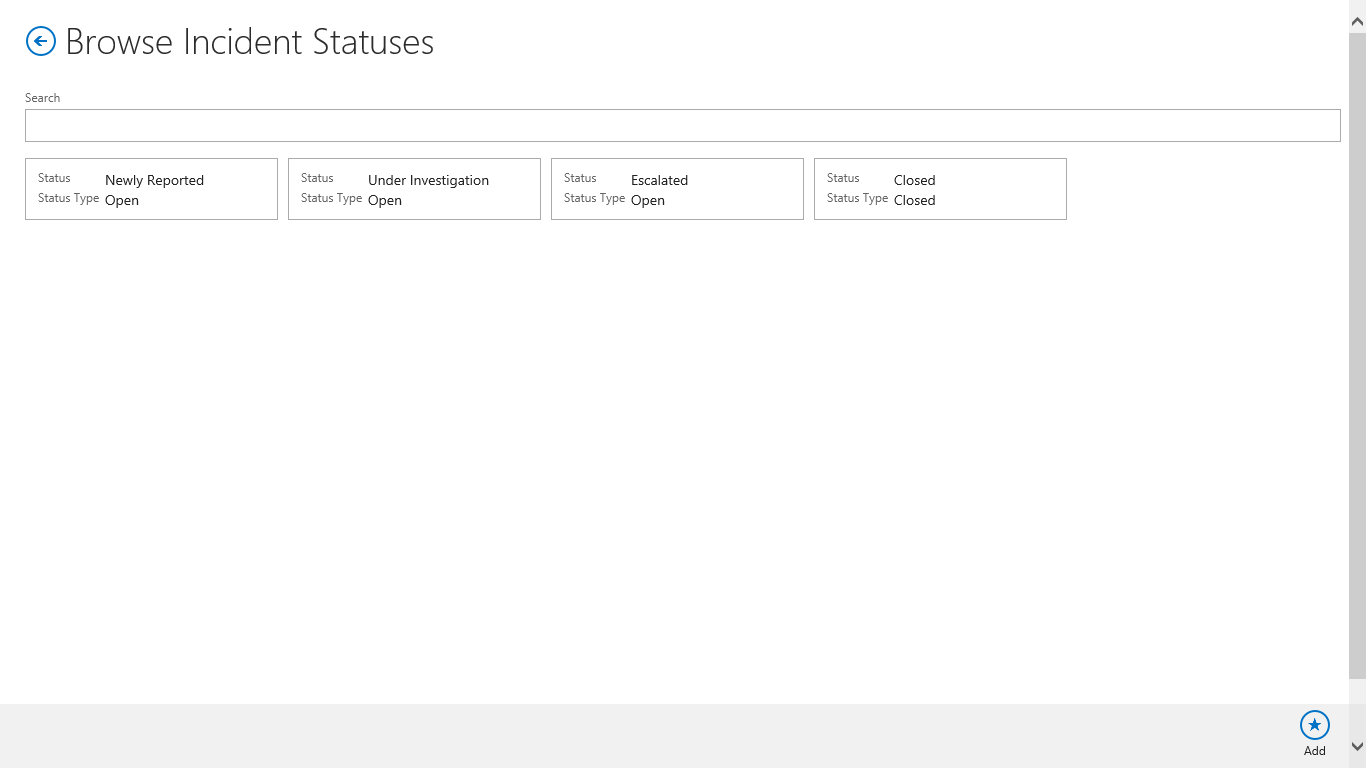 Browse Incident Statuses
Search
Status Newly Reported
Status Type Open
Status Under Investigation
Status Type Open
Status Escalated
Status Type Open
Status Closed
Status Type Closed
Add